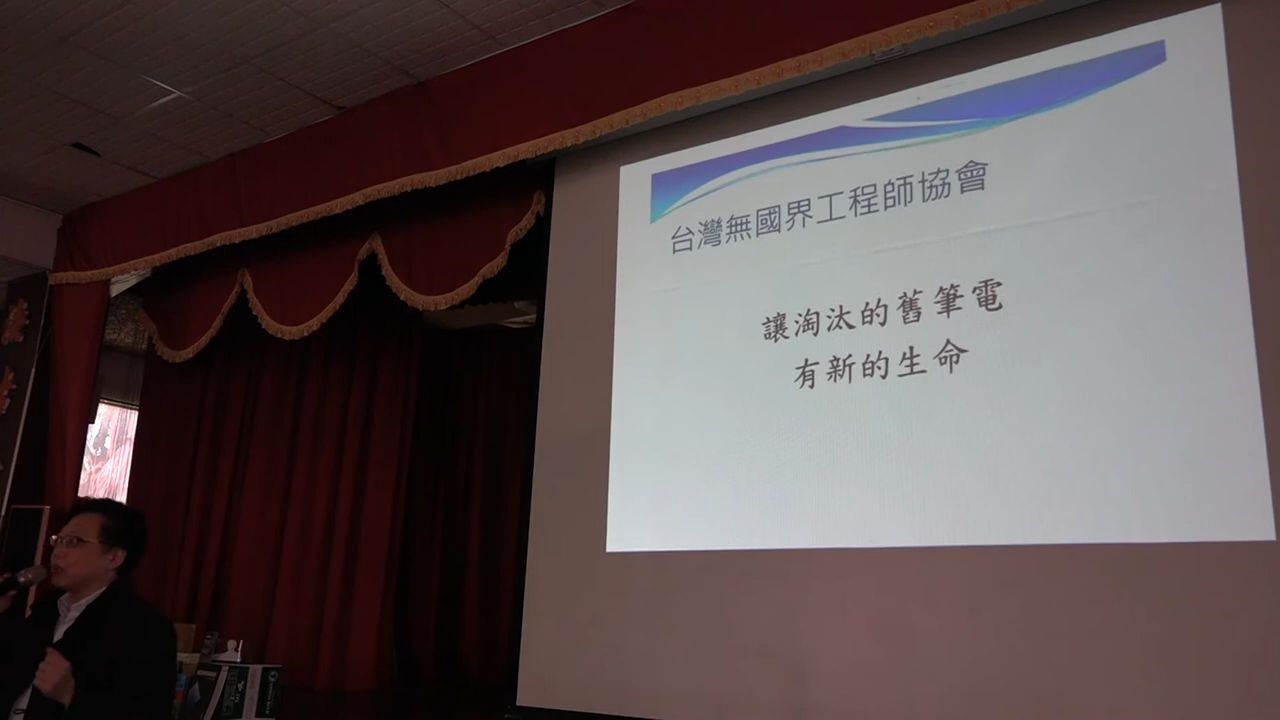 台灣無國界工程師協會
讓淘汰的舊筆電
有新的生命